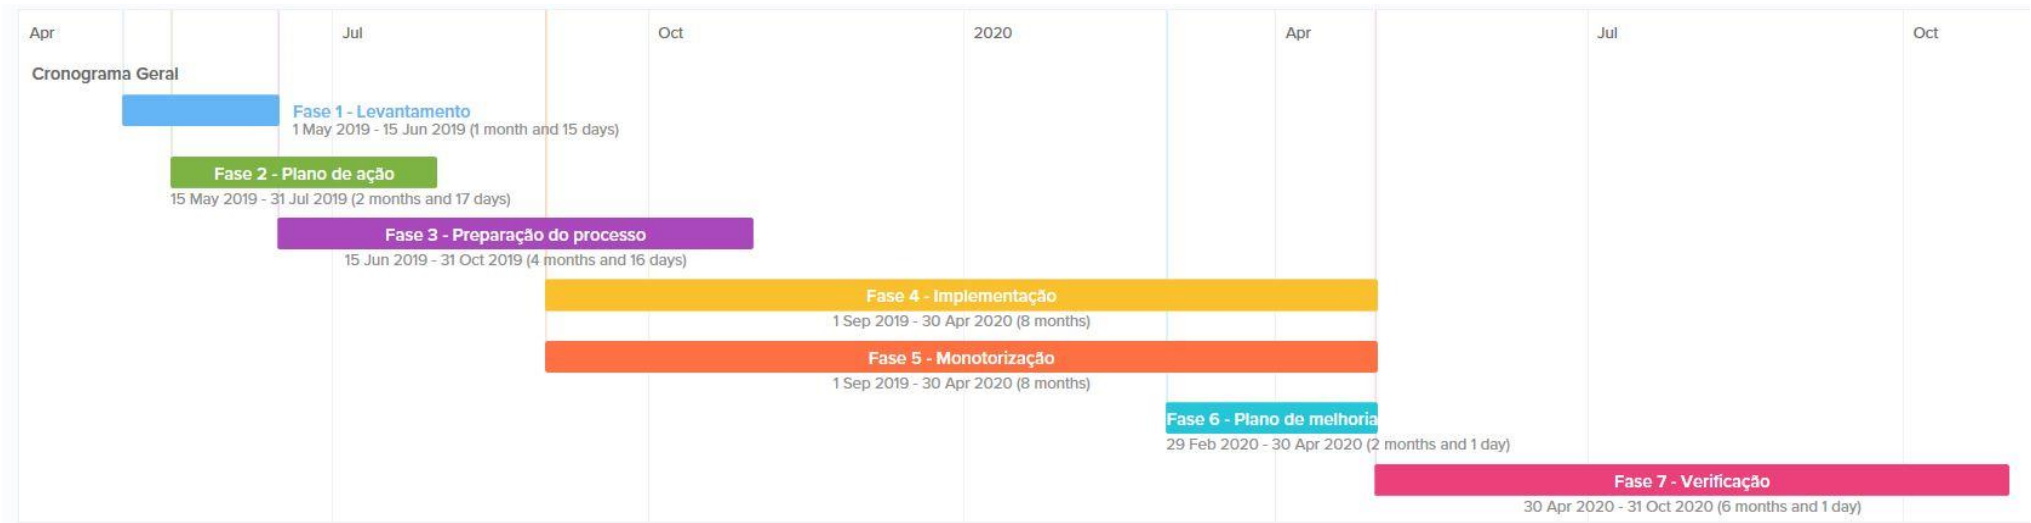 Apr Jul Oct 2020 Apr Jul Oct
Cronograma Geral
Fase 1 - Levantamento
1 May 2019 - 15 Jun 2019 (1 month and 15 days)
Fase 2 - Plano de ação
15 May 2019 - 31 Jul 2019 (2 months and 17 days)
Fase 3 - Preparação do processo
15 Jun 2019 - 31 Oct 2019 (4 months and 16 days)
Fase 4 - Implementação
1 Sep 2019 - 30 Apr 2020 (8 months)
Fase 5 - Monotorização
1 Sep 2019 - 30 Apr 2020 (8 months)
Fase 6 - Plano de melhoria
29 Feb 2020 - 30 Apr 2020 (2 months and 1 day)
Fase 7 - Verificação
30 Apr 2020 - 31 Oct 2020 (6 months and 1 day)